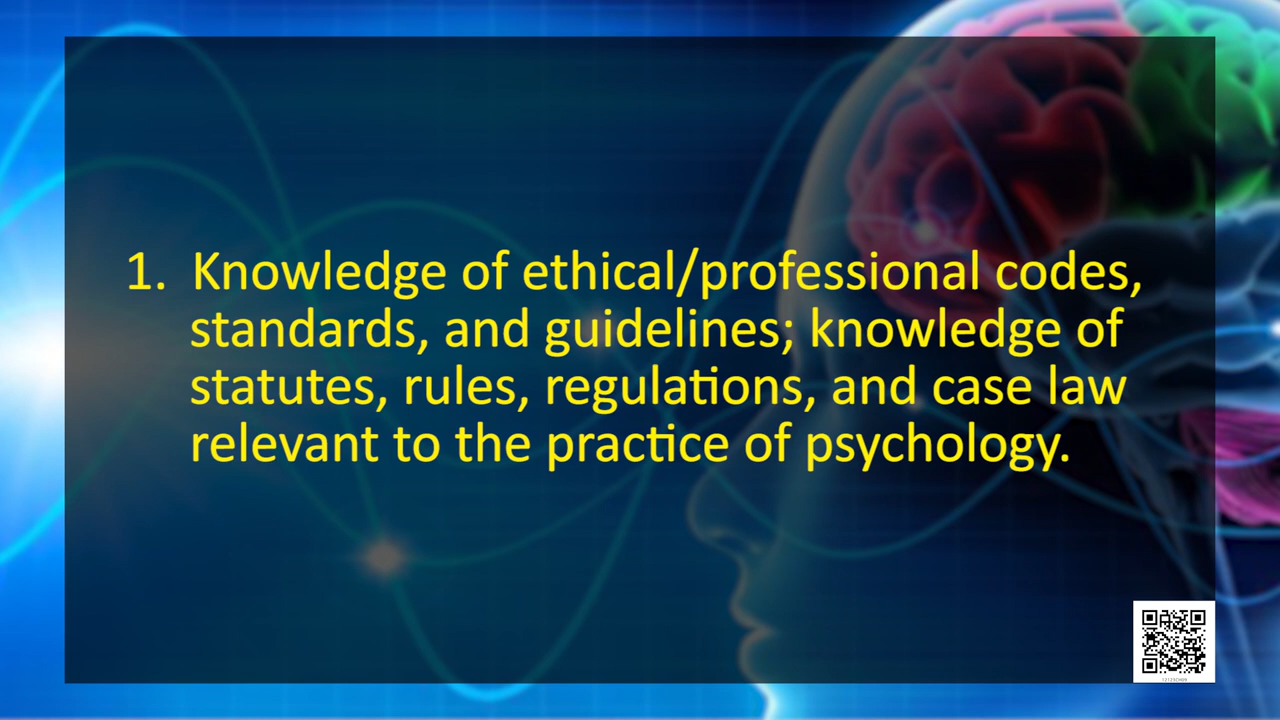 1. Knowledge of ethical/professional codes,
standards, and guidelines; knowledge of
statutes, rules, regulations, and case law
relevant to the practice of psychology.